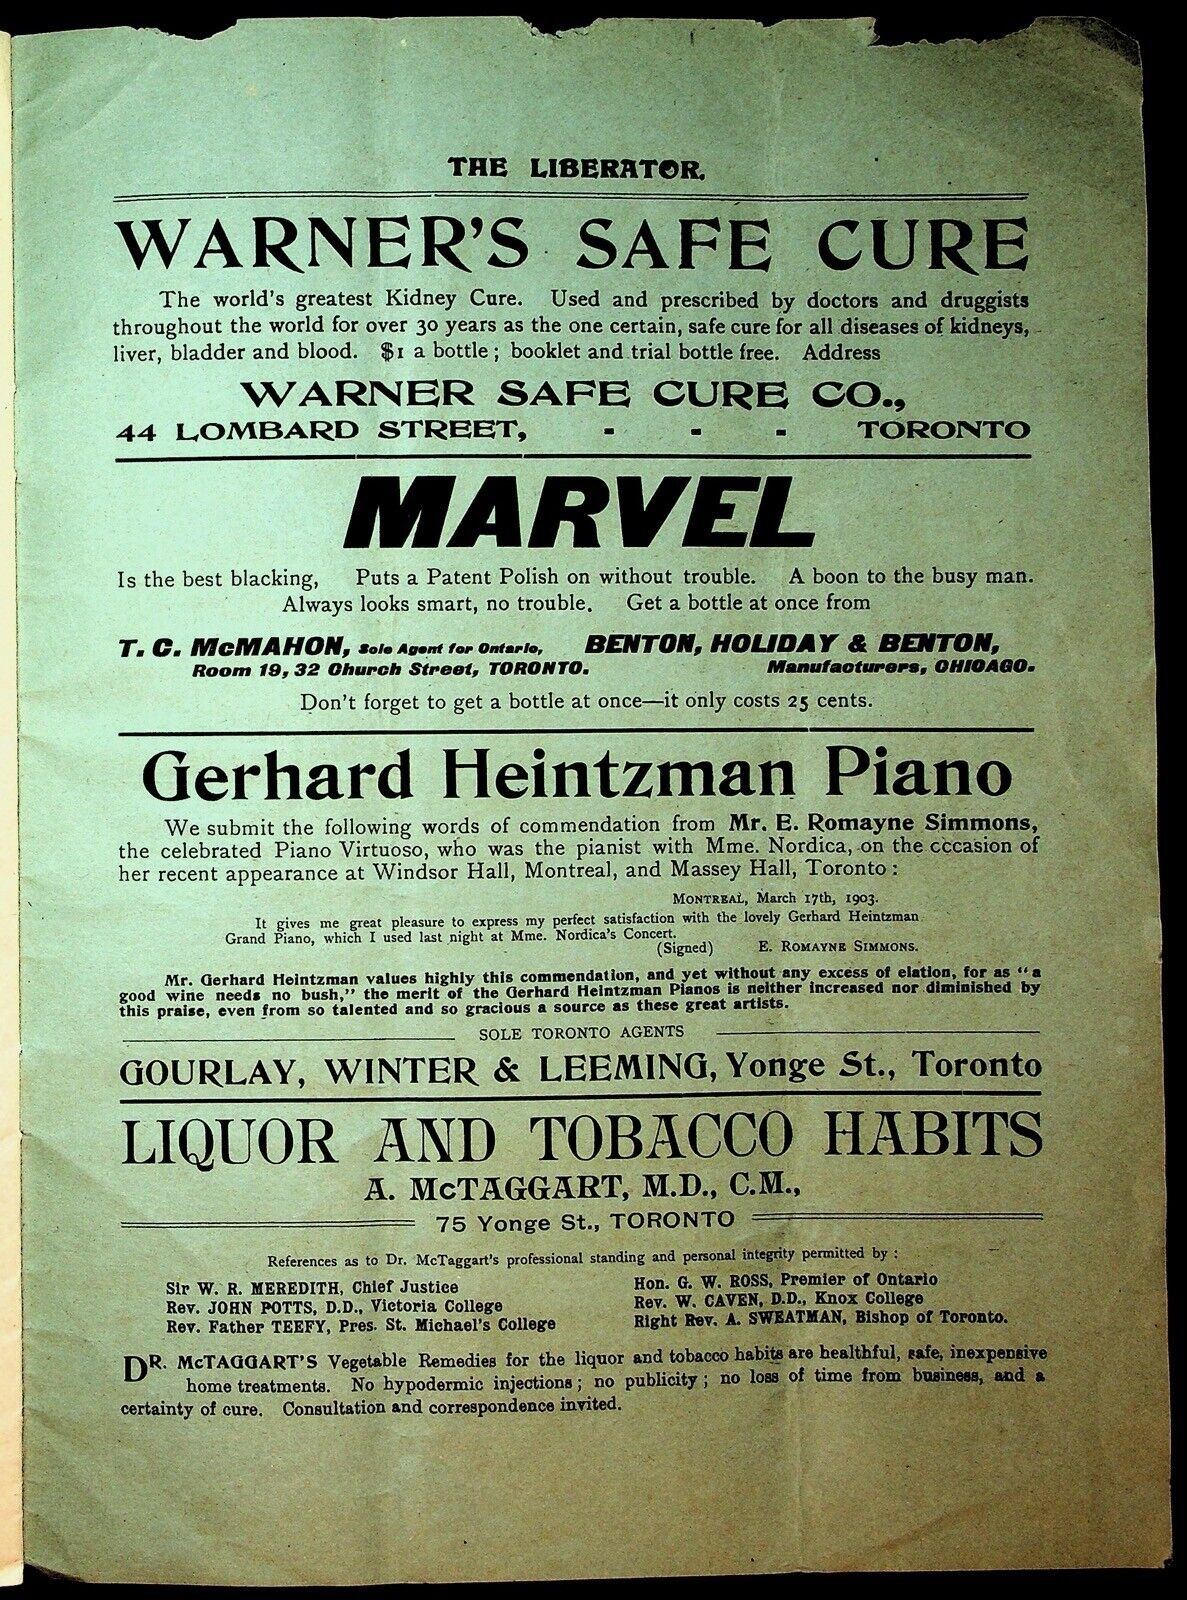 THE LIBERATOR.
WARNER'S SAFE CURE
The world's greatest Kidney Cure. Used and prescribed by doctors and druggists
throughout the world for over 30 years as the one certain, safe cure for all diseases of kidneys,
liver, bladder and blood. $1 a bottle; booklet and trial bottle free. Address
WARNER SAFE CURE CO.,
44 LOMBARD STREET, - - - TORONTO
MARVEL
Is the best blacking, Puts a Patent Polish on without trouble. A boon to the busy man.
Always looks smart, no trouble. Get a bottle at once from
T. C. McMAHON, Sole Agent for Ontario, BENTON, HOLIDAY & BENTON,
Room 19, 32 Church Street, TORONTO. Manufacturers, CHICAGO.
Don't forget to get a bottle at once—it only costs 25 cents.
Gerhard Heintzman Piano
We submit the following words of commendation from Mr. E. Romayne Simmons,
the celebrated Piano Virtuoso, who was the pianist with Mme. Nordica, on the cccasion of
her recent appearance at Windsor Hall, Montreal, and Massey Hall, Toronto:
MONTREAL, March 17th, 1903.
It gives me great pleasure to express my perfect satisfaction with the lovely Gerhard Heintzman
Grand Piano, which I used last night at Mme. Nordica's Concert.
(Signed) E. ROMAYNE SIMMONS.
Mr. Gerhard Heintzman values highly this commendation, and yet without any excess of elation, for as "a
good wine needs no bush," the merit of the Gerhard Heintzman Pianos is neither increased nor diminished by
this praise, even from so talented and so gracious a source as these great artists.
SOLE TORONTO AGENTS
GOURLAY, WINTER & LEEMING, Yonge St., Toronto
LIQUOR AND TOBACCO HABITS
A. McTAGGART, M.D., C.M.,
75 Yonge St., TORONTO
References as to Dr. McTaggart's professional standing and personal integrity permitted by:
Sir W. R. MEREDITH, Chief Justice Hon. G. W. ROSS, Premier of Ontario
Rev. JOHN POTTS, D.D., Victoria College Rev. W. CAVEN, D.D., Knox College
Rev. Father TEEFY, Pres. St. Michael's College Right Rev. A. SWEATMAN, Bishop of Toronto.
DR. McTAGGART'S Vegetable Remedies for the liquor and tobacco habits are healthful, safe, inexpensive
home treatments. No hypodermic injections; no publicity; no loss of time from business, and a
certainty of cure. Consultation and correspondence invited.